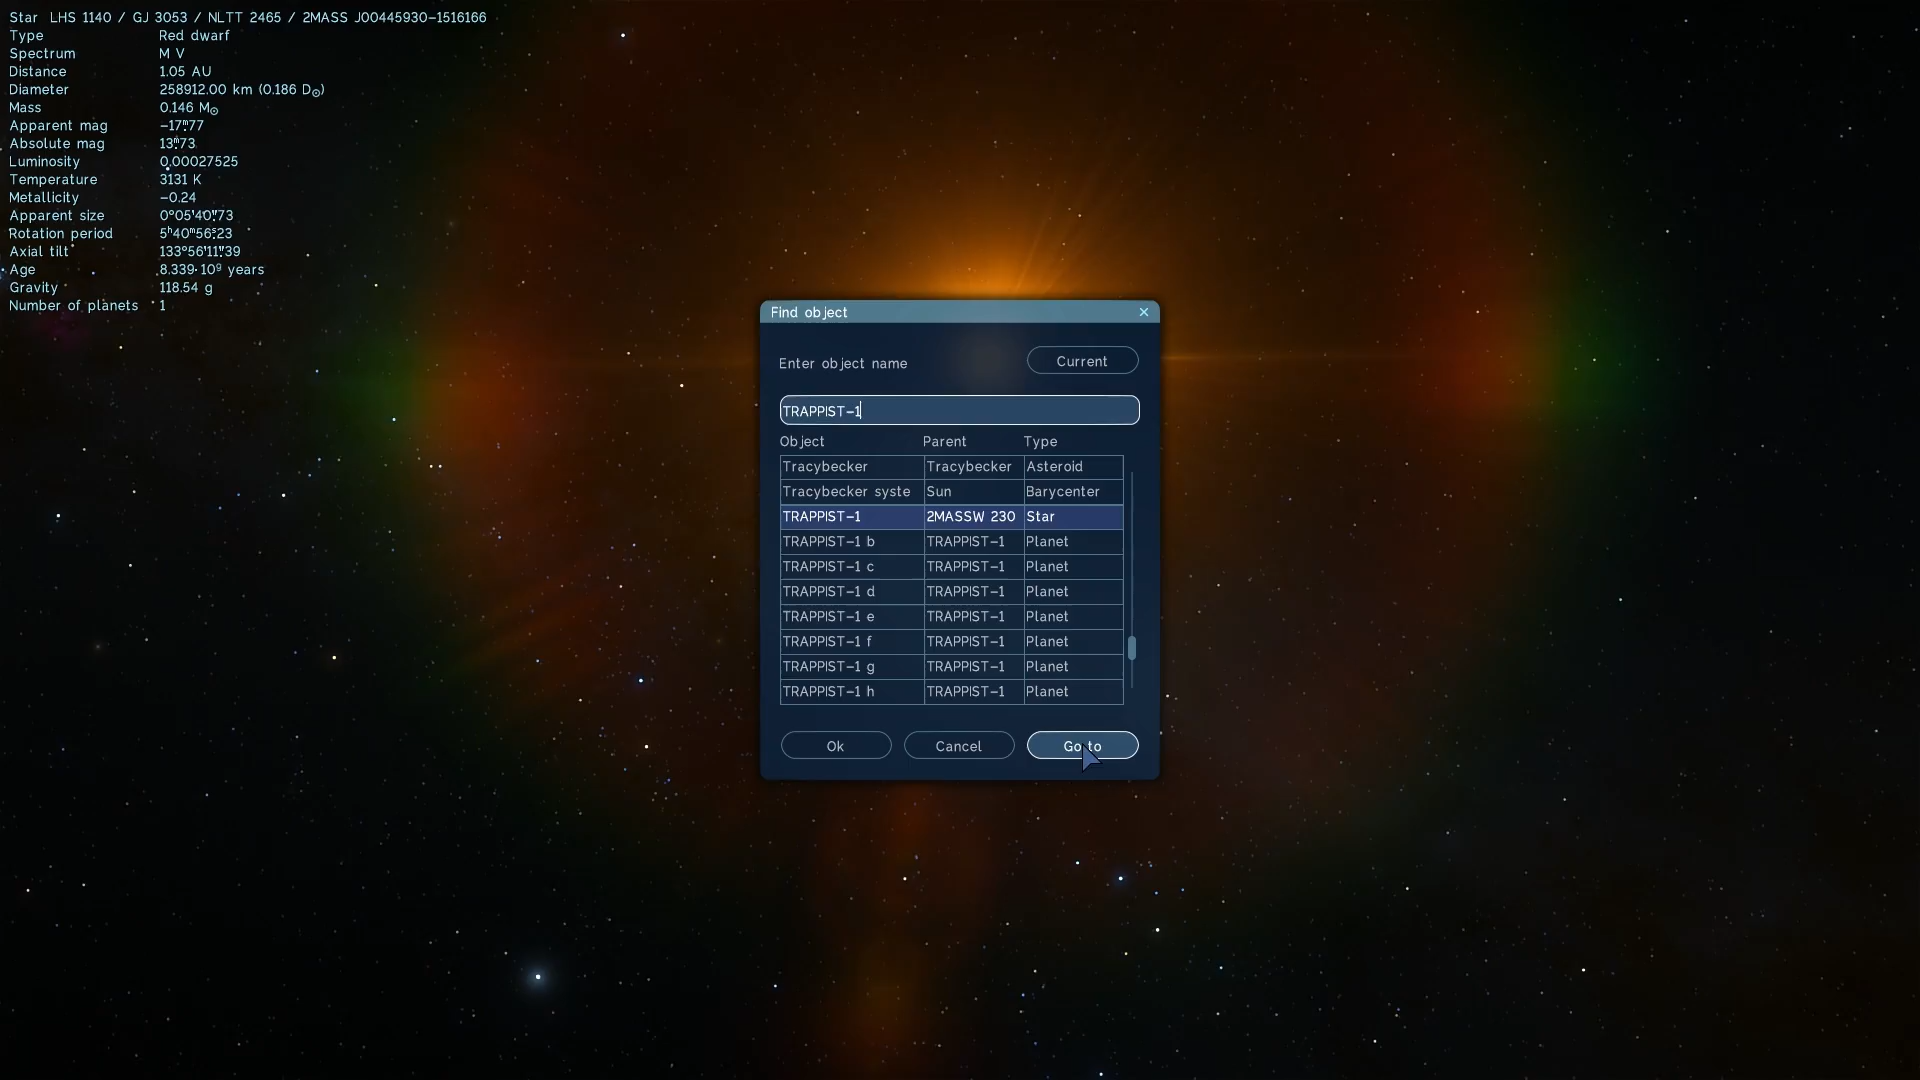 Star LHS 1140 / GJ 3053 / NLTT 2465 / 2MASS J00445930-1516166
Type Red dwarf
Spectrum M V
Distance 1.05 AU
Diameter 258912.00 km (0.186 D☉)
Mass 0.146 M☉
Apparent mag -17ᵐ.77
Absolute mag 13ᵐ.73
Luminosity 0.00027525
Temperature 3131 K
Metallicity -0.24
Apparent size 0°05'40".73
Rotation period 5ʰ40ᵐ56ˢ.23
Axial tilt 133°56'11".39
Age 8.339·10⁹ years
Gravity 118.54 g
Number of planets 1
Find object
Enter object name Current
TRAPPIST-1
Object Parent Type
Tracybecker Tracybecker Asteroid
Tracybecker syste Sun Barycenter
TRAPPIST-1 2MASSW 230 Star
TRAPPIST-1 b TRAPPIST-1 Planet
TRAPPIST-1 c TRAPPIST-1 Planet
TRAPPIST-1 d TRAPPIST-1 Planet
TRAPPIST-1 e TRAPPIST-1 Planet
TRAPPIST-1 f TRAPPIST-1 Planet
TRAPPIST-1 g TRAPPIST-1 Planet
TRAPPIST-1 h TRAPPIST-1 Planet
Ok Cancel Go to